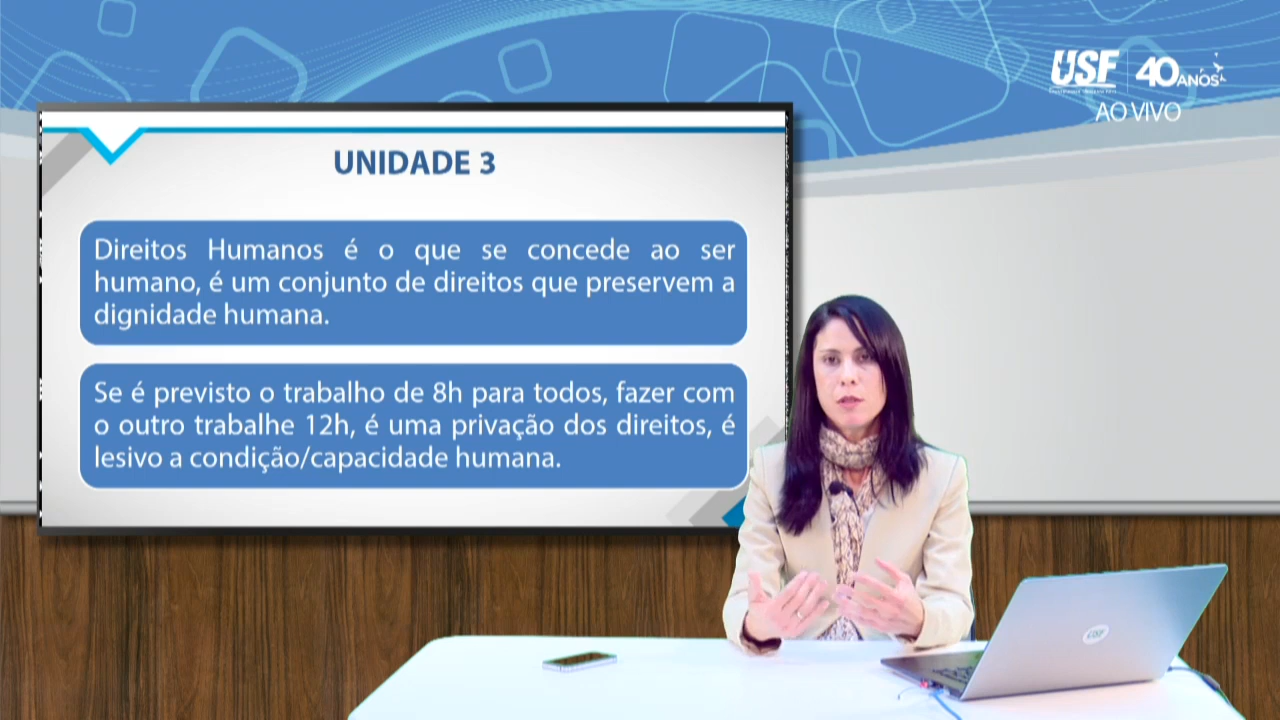 USF 40 ANOS
AO VIVO
UNIDADE 3
Direitos Humanos é o que se concede ao ser
humano, é um conjunto de direitos que preservem a
dignidade humana.
Se é previsto o trabalho de 8h para todos, fazer com
o outro trabalhe 12h, é uma privação dos direitos, é
lesivo a condição/capacidade humana.
USF